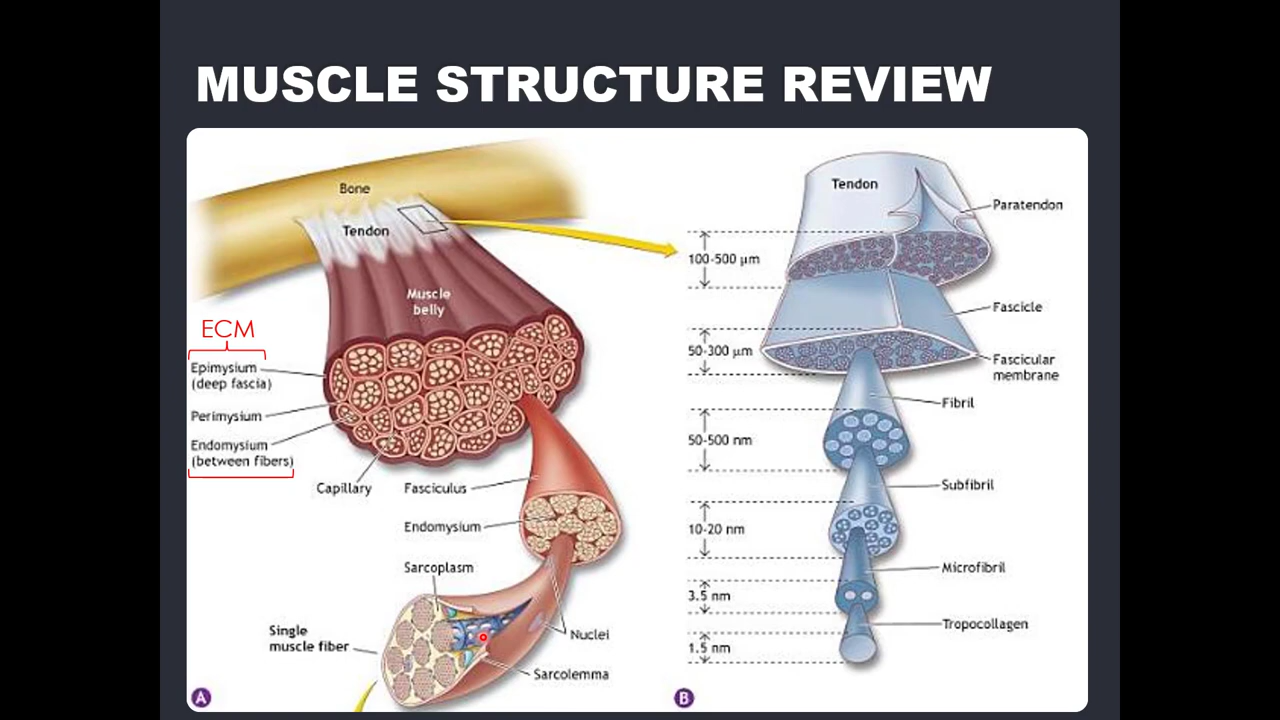 MUSCLE STRUCTURE REVIEW
Bone
Tendon
Muscle
belly
ECM
Epimysium
(deep fascia)
Perimysium
Endomysium
(between fibers)
Capillary
Fasciculus
Endomysium
Sarcoplasm
Single
muscle fiber
Nuclei
Sarcolemma
A
Tendon
Paratendon
100-500 µm
Fascicle
50-300 µm
Fascicular
membrane
Fibril
50-500 nm
Subfibril
10-20 nm
Microfibril
3.5 nm
Tropocollagen
1.5 nm
B